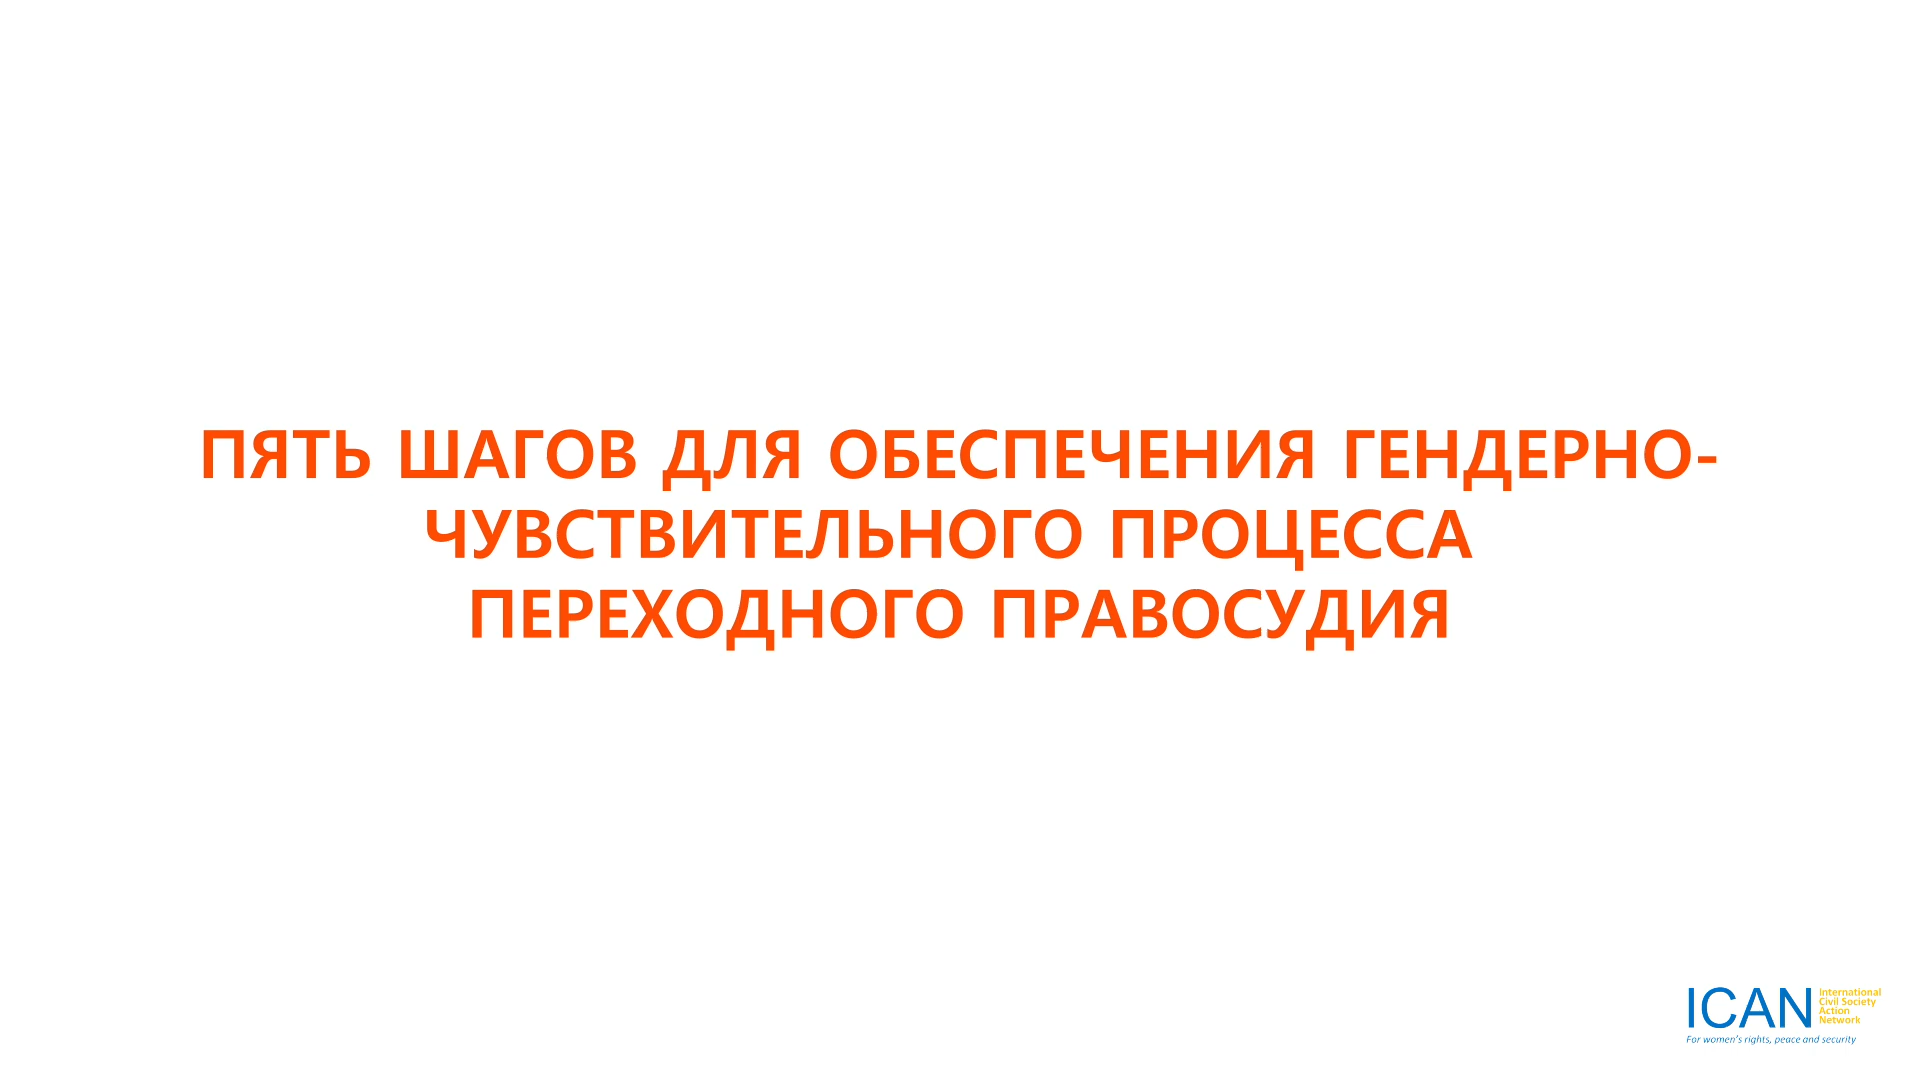 ПЯТЬ ШАГОВ ДЛЯ ОБЕСПЕЧЕНИЯ ГЕНДЕРНО-
ЧУВСТВИТЕЛЬНОГО ПРОЦЕССА
ПЕРЕХОДНОГО ПРАВОСУДИЯ
ICAN
International
Civil Society
Action
Network
For women's rights, peace and security